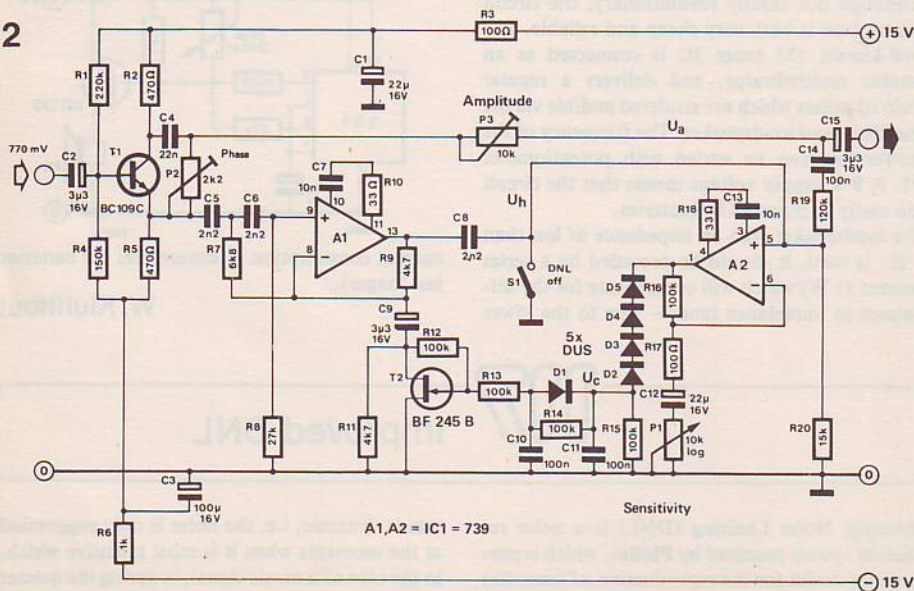 2
R3
100Ω
+ 15 V
R1
220k
R2
470Ω
C1
22µ
16V
Amplitude
P3
10k
Ua
C15
3µ3
16V
C14
100n
770 mV
C2
3µ3
16V
T1
BC109C
C4
22n
P2
Phase
2k2
C5
2n2
C6
2n2
C7
10n
10
R10
33Ω
9
+
A1
8
−
11
13
C8
2n2
Uh
R18
33Ω
C13
10n
R19
120k
R4
150k
R5
470Ω
R7
6k8
R9
4k7
S1
DNL
off
1
A2
5
+
6
−
D5
R16
100k
D4
D3
D2
5x
DUS
C9
3µ3
16V
R12
100k
T2
BF 245 B
R13
100k
D1
Uc
R14
100k
R17
100Ω
C12
22µ
16V
R8
27k
R11
4k7
C10
100n
C11
100n
R15
100k
P1
10k
log
R20
15k
0
0
C3
100µ
16V
R6
1k
A1,A2 = IC1 = 739
Sensitivity
− 15 V